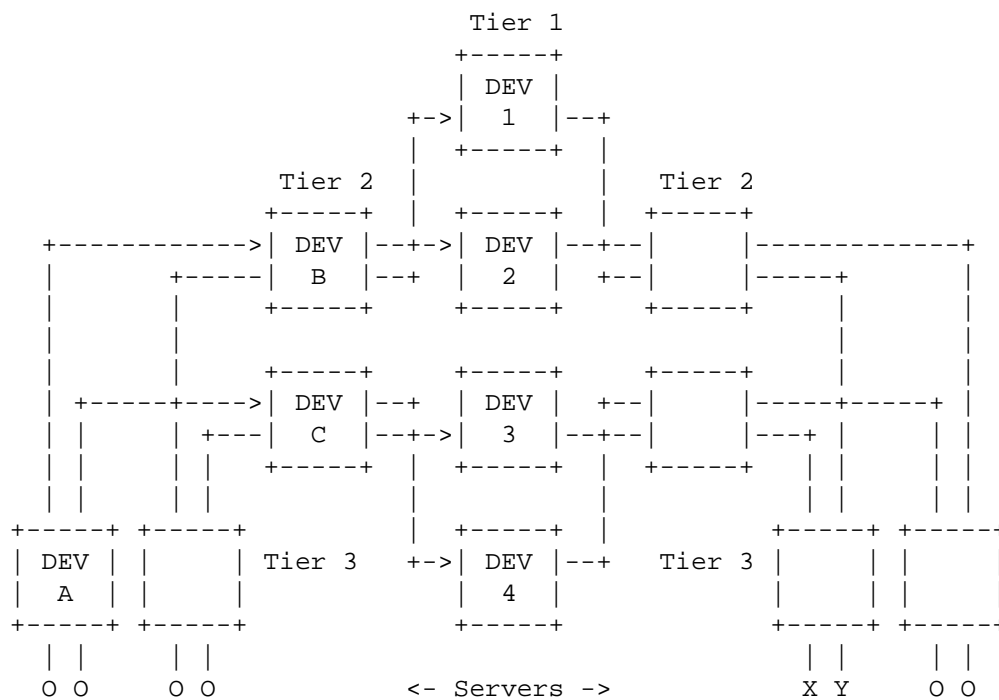 Tier 1
DEV
1
Tier 2 Tier 2
DEV DEV
B 2
DEV DEV
C 3
DEV Tier 3 DEV Tier 3
A 4
O O O O <- Servers -> X Y O O